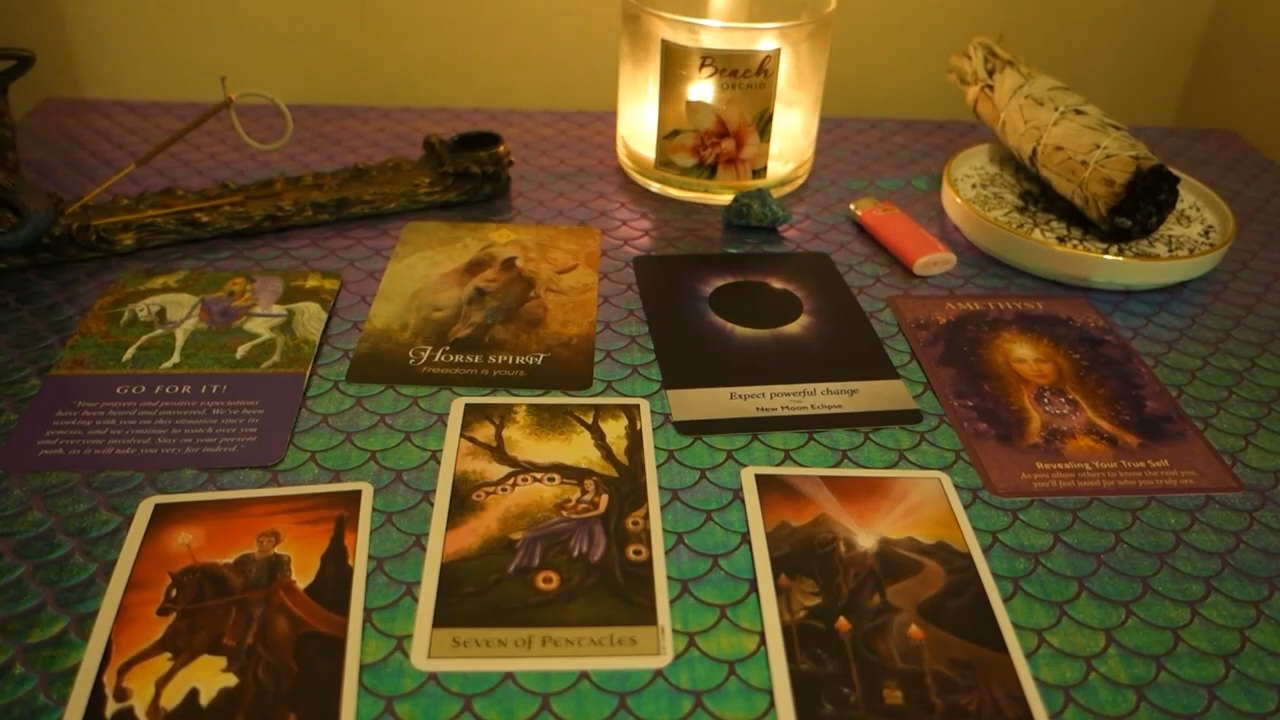 Beach
ORCHID
GO FOR IT!
"Your prayers and positive expectations
have been heard and answered. We've been
working with you on this situation since its
genesis, and we continue to watch over you
and everyone involved. Stay on your present
path, as it will take you very far indeed."
HORSE SPIRIT
Freedom is yours.
Expect powerful change
New Moon Eclipse
AMETHYST
Revealing Your True Self
As you allow others to know the real you,
you'll feel loved for who you truly are.
SEVEN OF PENTACLES